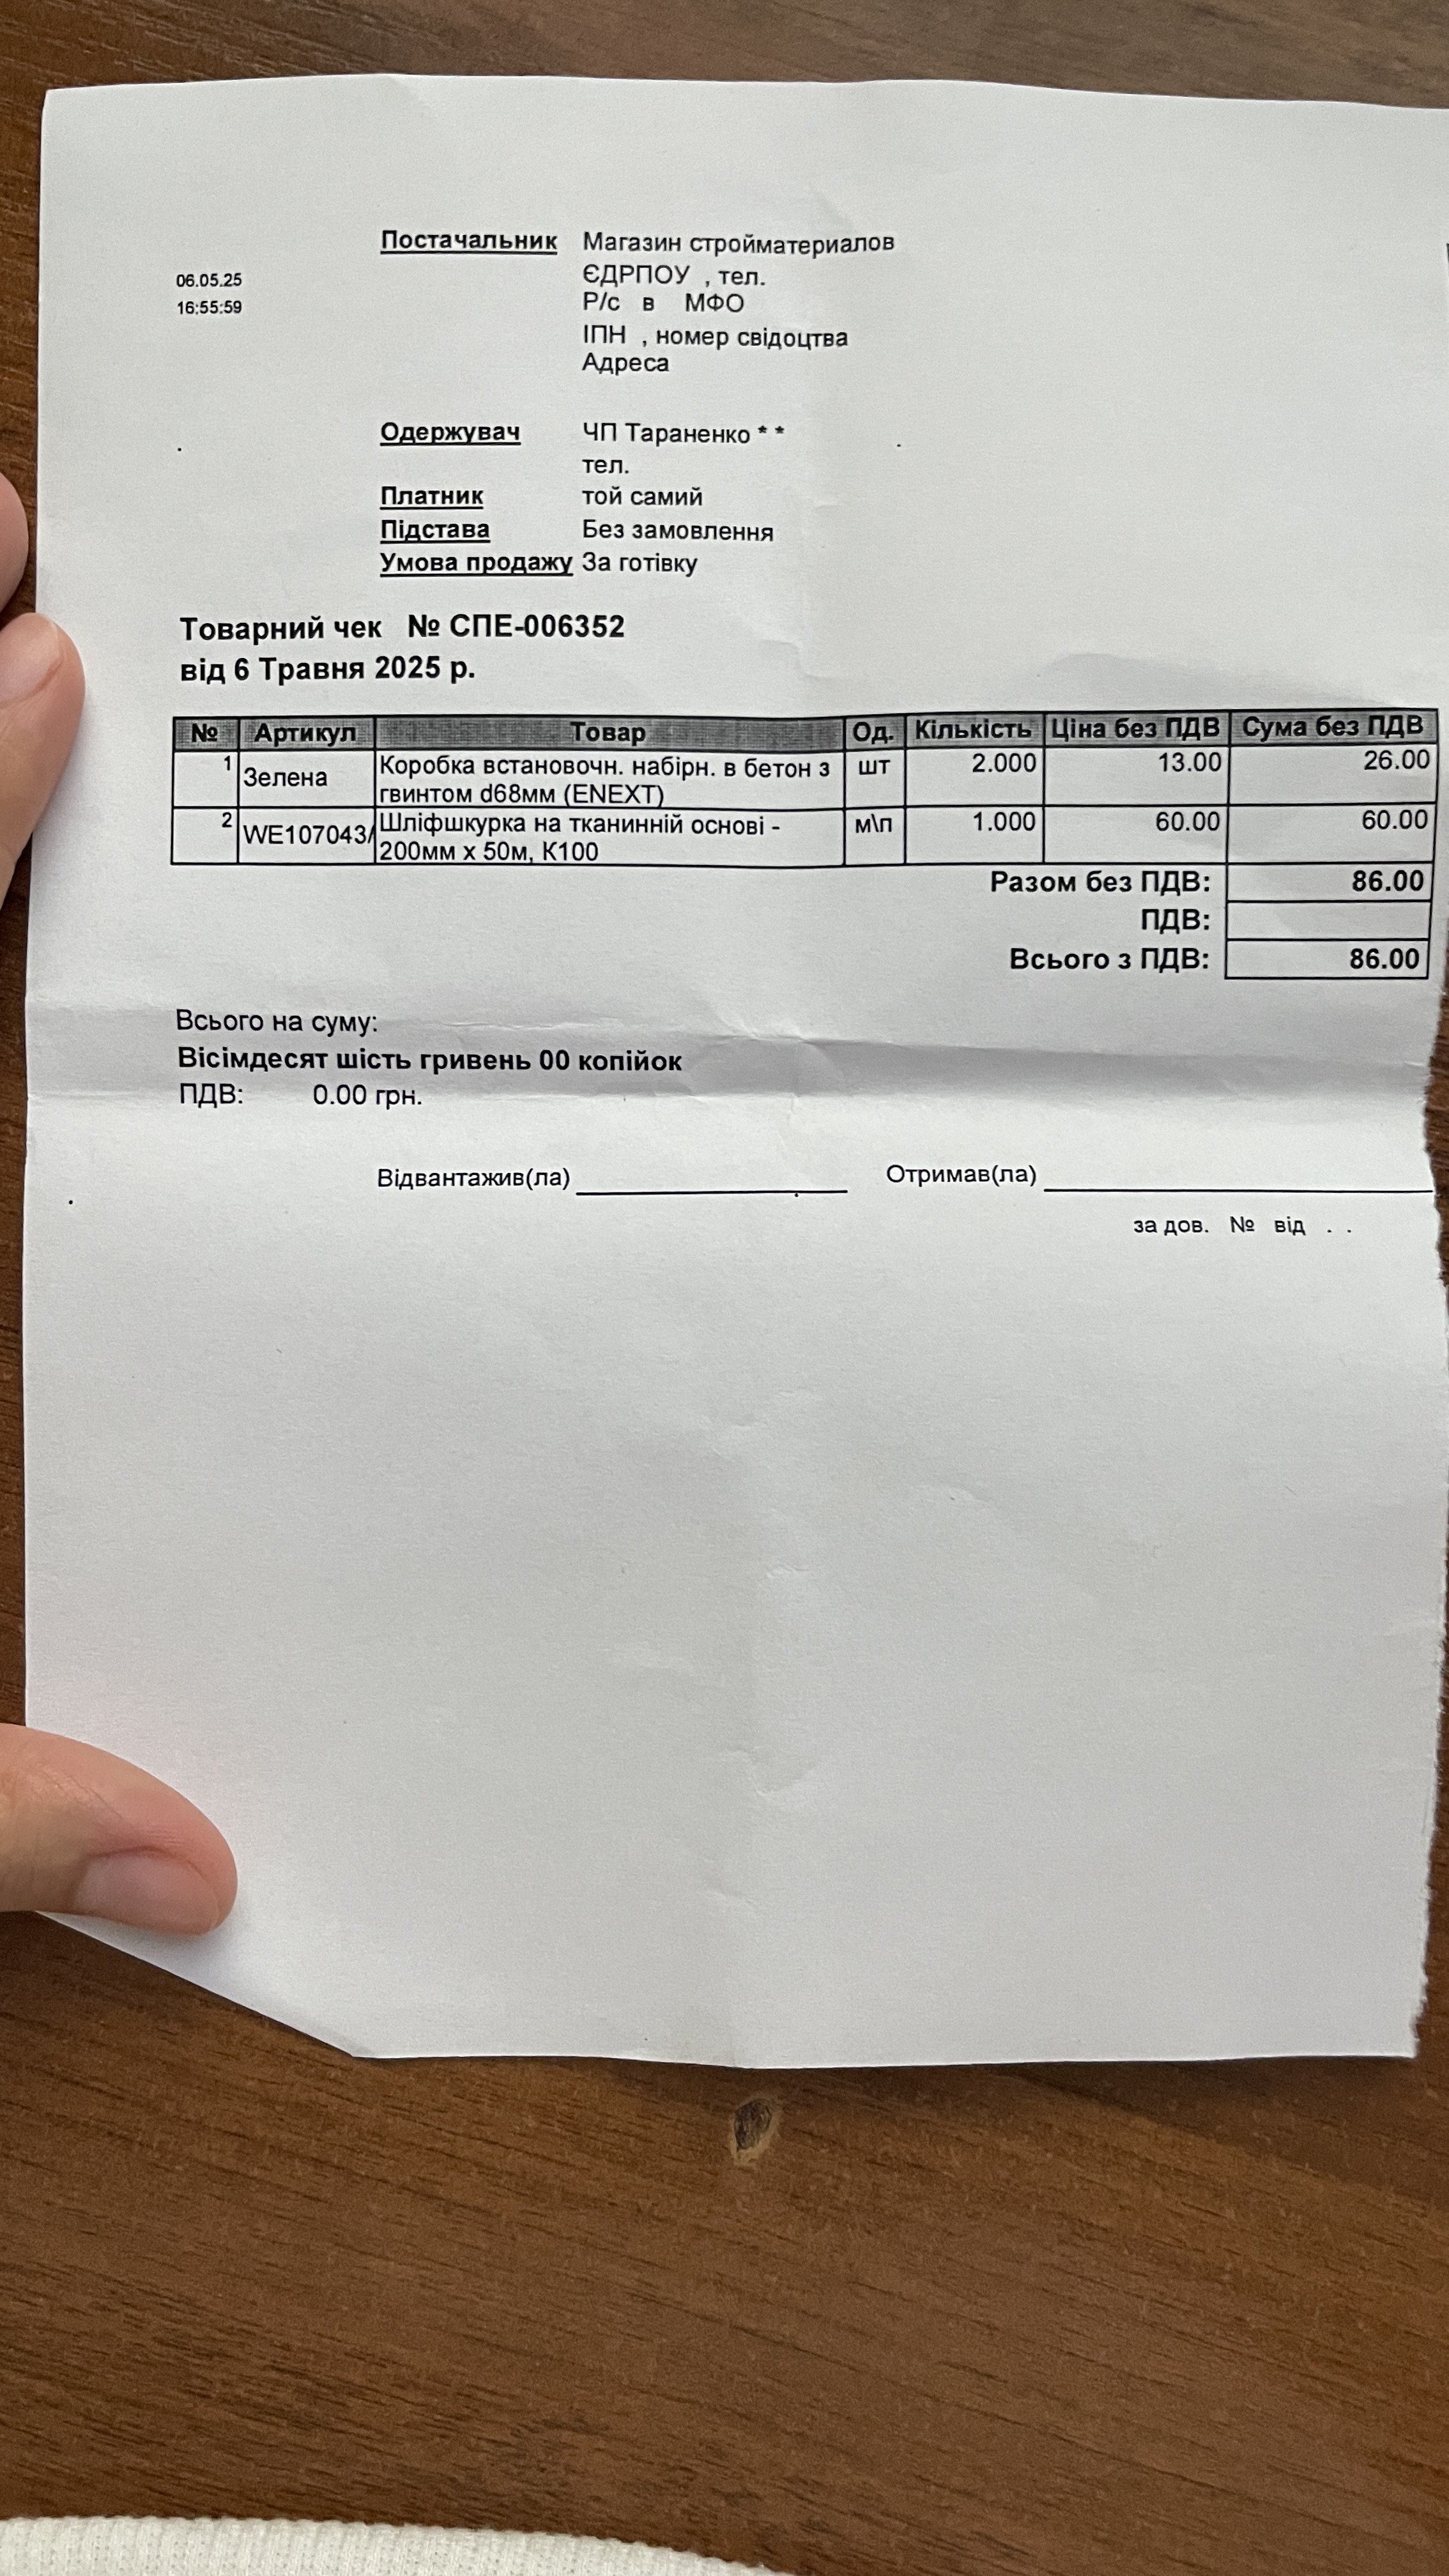 Постачальник Магазин стройматериалов
06.05.25 ЄДРПОУ , тел.
16:55:59 Р/с в МФО
ІПН , номер свідоцтва
Адреса
Одержувач ЧП Тараненко * *
тел.
Платник той самий
Підстава Без замовлення
Умова продажу За готівку
Товарний чек № СПЕ-006352
від 6 Травня 2025 р.
№ Артикул Товар Од. Кількість Ціна без ПДВ Сума без ПДВ
1 Зелена Коробка встановочн. набірн. в бетон з шт 2.000 13.00 26.00
гвинтом d68мм (ENEXT)
2 WE107043/ Шліфшкурка на тканинній основі - м\п 1.000 60.00 60.00
200мм х 50м, К100
Разом без ПДВ: 86.00
ПДВ:
Всього з ПДВ: 86.00
Всього на суму:
Вісімдесят шість гривень 00 копійок
ПДВ: 0.00 грн.
Відвантажив(ла) Отримав(ла)
за дов. № від . .